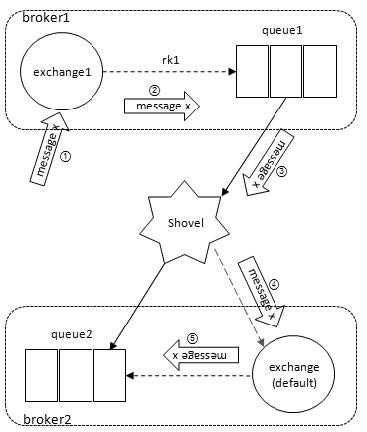 broker1
queue1
exchange1
rk1
②
message x
①
message x
③
message x
Shovel
④
message x
queue2
⑤
message x
exchange
(default)
broker2